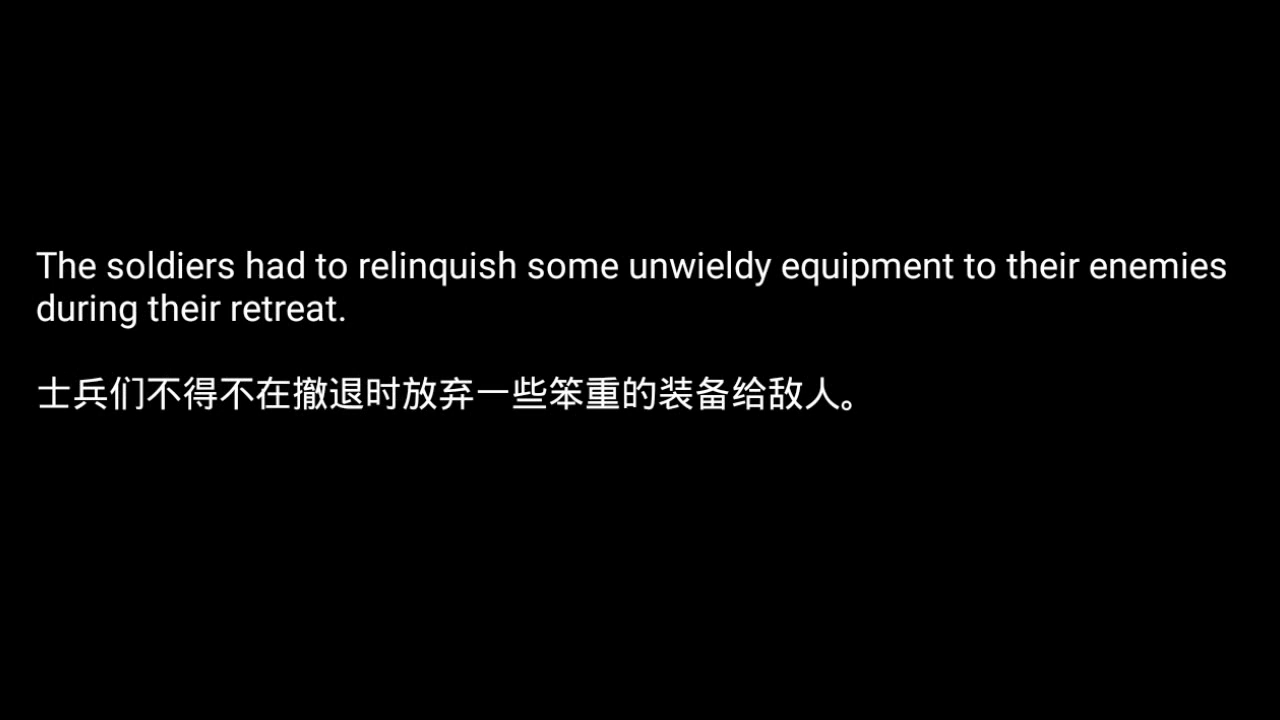 The soldiers had to relinquish some unwieldy equipment to their enemies
during their retreat.
士兵们不得不在撤退时放弃一些笨重的装备给敌人。